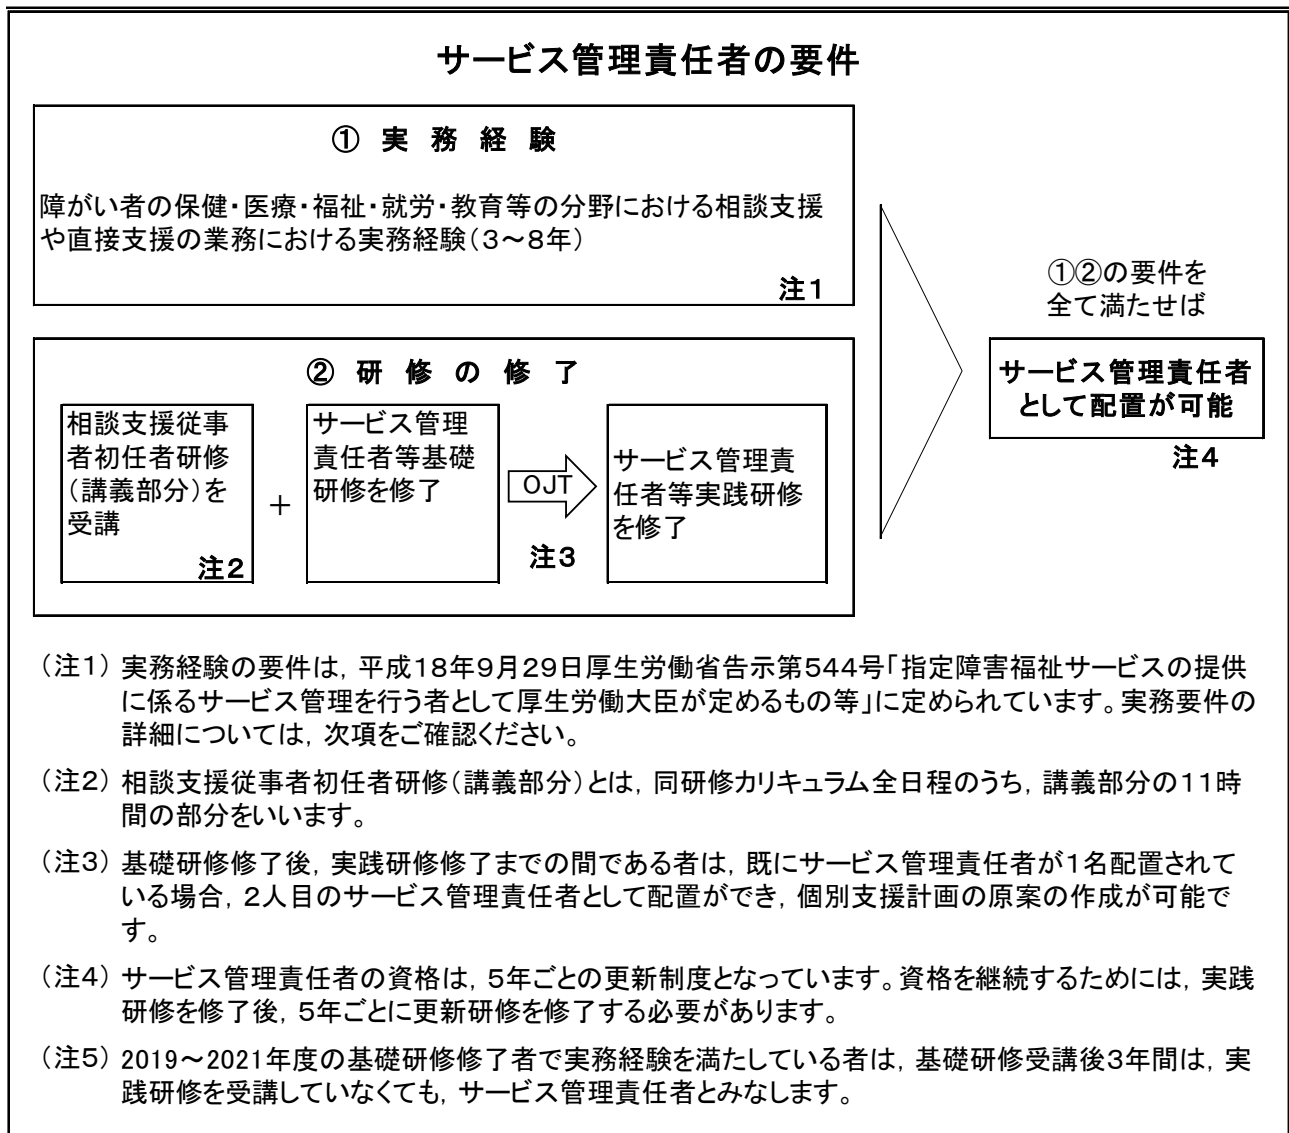 サービス管理責任者の要件
① 実 務 経 験
障がい者の保健・医療・福祉・就労・教育等の分野における相談支援
や直接支援の業務における実務経験（３～８年）
注１
② 研 修 の 修 了
相談支援従事
者初任者研修
（講義部分）を
受講
注２
＋
サービス管理
責任者等基礎
研修を修了
OJT
注３
サービス管理責
任者等実践研修
を修了
①②の要件を
全て満たせば
サービス管理責任者
として配置が可能
注４
（注１） 実務経験の要件は，平成１８年９月２９日厚生労働省告示第５４４号「指定障害福祉サービスの提供
に係るサービス管理を行う者として厚生労働大臣が定めるもの等」に定められています。実務要件の
詳細については，次項をご確認ください。
（注２） 相談支援従事者初任者研修（講義部分）とは，同研修カリキュラム全日程のうち，講義部分の１１時
間の部分をいいます。
（注３） 基礎研修修了後，実践研修修了までの間である者は，既にサービス管理責任者が１名配置されて
いる場合，２人目のサービス管理責任者として配置ができ，個別支援計画の原案の作成が可能で
す。
（注４） サービス管理責任者の資格は，５年ごとの更新制度となっています。資格を継続するためには，実践
研修を修了後，５年ごとに更新研修を修了する必要があります。
（注５） 2019～2021年度の基礎研修修了者で実務経験を満たしている者は，基礎研修受講後３年間は，実
践研修を受講していなくても，サービス管理責任者とみなします。